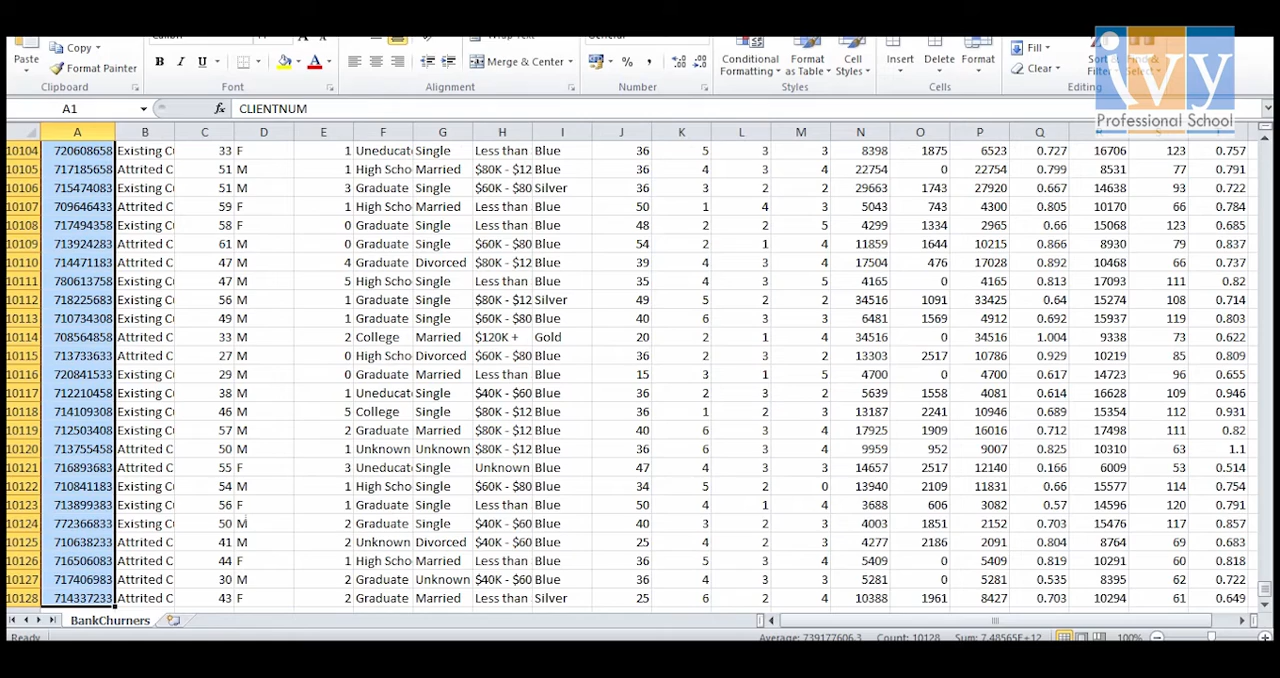 Copy
Paste
Format Painter
B I U
Merge & Center
%
Conditional Formatting
Format as Table
Cell Styles
Insert
Delete
Format
Fill
Clear
Clipboard
Font
Alignment
Number
Styles
Cells
Editing
ivy
Professional School
A1
fx CLIENTNUM
A B C D E F G H I J K L M N O P Q R S
10104 720608658 Existing Cu 33 F 1 Uneducat Single Less than Blue 36 5 3 3 8398 1875 6523 0.727 16706 123 0.757
10105 717185658 Attrited C 51 M 1 High Scho Married $80K - $12 Blue 36 4 3 4 22754 0 22754 0.799 8531 77 0.791
10106 715474083 Existing Cu 51 M 3 Graduate Single $60K - $80 Silver 36 3 2 2 29663 1743 27920 0.667 14638 93 0.722
10107 709646433 Attrited C 59 F 1 High Scho Married Less than Blue 50 1 4 3 5043 743 4300 0.805 10170 66 0.784
10108 717494358 Existing Cu 58 F 0 Graduate Single Less than Blue 48 2 2 5 4299 1334 2965 0.66 15068 123 0.685
10109 713924283 Attrited C 61 M 0 Graduate Single $60K - $80 Blue 54 2 1 4 11859 1644 10215 0.866 8930 79 0.837
10110 714471183 Attrited C 47 M 4 Graduate Divorced $80K - $12 Blue 39 4 3 4 17504 476 17028 0.892 10468 66 0.737
10111 780613758 Existing Cu 47 M 5 High Scho Single Less than Blue 35 4 3 5 4165 0 4165 0.813 17093 111 0.82
10112 718225683 Existing Cu 56 M 1 Graduate Single $80K - $12 Silver 49 5 2 2 34516 1091 33425 0.64 15274 108 0.714
10113 710734308 Existing Cu 49 M 1 Graduate Single $60K - $80 Blue 40 6 3 3 6481 1569 4912 0.692 15937 119 0.803
10114 708564858 Attrited C 33 M 2 College Married $120K + Gold 20 2 1 4 34516 0 34516 1.004 9338 73 0.622
10115 713733633 Attrited C 27 M 0 High Scho Divorced $60K - $80 Blue 36 2 3 2 13303 2517 10786 0.929 10219 85 0.809
10116 720841533 Existing Cu 29 M 0 Graduate Married Less than Blue 15 3 1 5 4700 0 4700 0.617 14723 96 0.655
10117 712210458 Existing Cu 38 M 1 Uneducat Single $40K - $60 Blue 36 2 3 2 5639 1558 4081 0.614 16628 109 0.946
10118 714109308 Existing Cu 46 M 5 College Single $80K - $12 Blue 36 1 2 3 13187 2241 10946 0.689 15354 112 0.931
10119 712503408 Existing Cu 57 M 2 Graduate Married $80K - $12 Blue 40 6 3 4 17925 1909 16016 0.712 17498 111 0.82
10120 713755458 Attrited C 50 M 1 Unknown Unknown $80K - $12 Blue 36 6 3 4 9959 952 9007 0.825 10310 63 1.1
10121 716893683 Attrited C 55 F 3 Uneducat Single Unknown Blue 47 4 3 3 14657 2517 12140 0.166 6009 53 0.514
10122 710841183 Existing Cu 54 M 1 High Scho Single $60K - $80 Blue 34 5 2 0 13940 2109 11831 0.66 15577 114 0.754
10123 713899383 Existing Cu 56 F 1 Graduate Single Less than Blue 50 4 1 4 3688 606 3082 0.57 14596 120 0.791
10124 772366833 Existing Cu 50 M 2 Graduate Single $40K - $60 Blue 40 3 2 3 4003 1851 2152 0.703 15476 117 0.857
10125 710638233 Attrited C 41 M 2 Unknown Divorced $40K - $60 Blue 25 4 2 3 4277 2186 2091 0.804 8764 69 0.683
10126 716506083 Attrited C 44 F 1 High Scho Married Less than Blue 36 5 3 4 5409 0 5409 0.819 10291 60 0.818
10127 717406983 Attrited C 30 M 2 Graduate Unknown $40K - $60 Blue 36 4 3 3 5281 0 5281 0.535 8395 62 0.722
10128 714337233 Attrited C 43 F 2 Graduate Married Less than Silver 25 6 2 4 10388 1961 8427 0.703 10294 61 0.649
BankChurners
Ready
Average: 739177606.3 Count: 10128 Sum: 7.48565E+12 100%